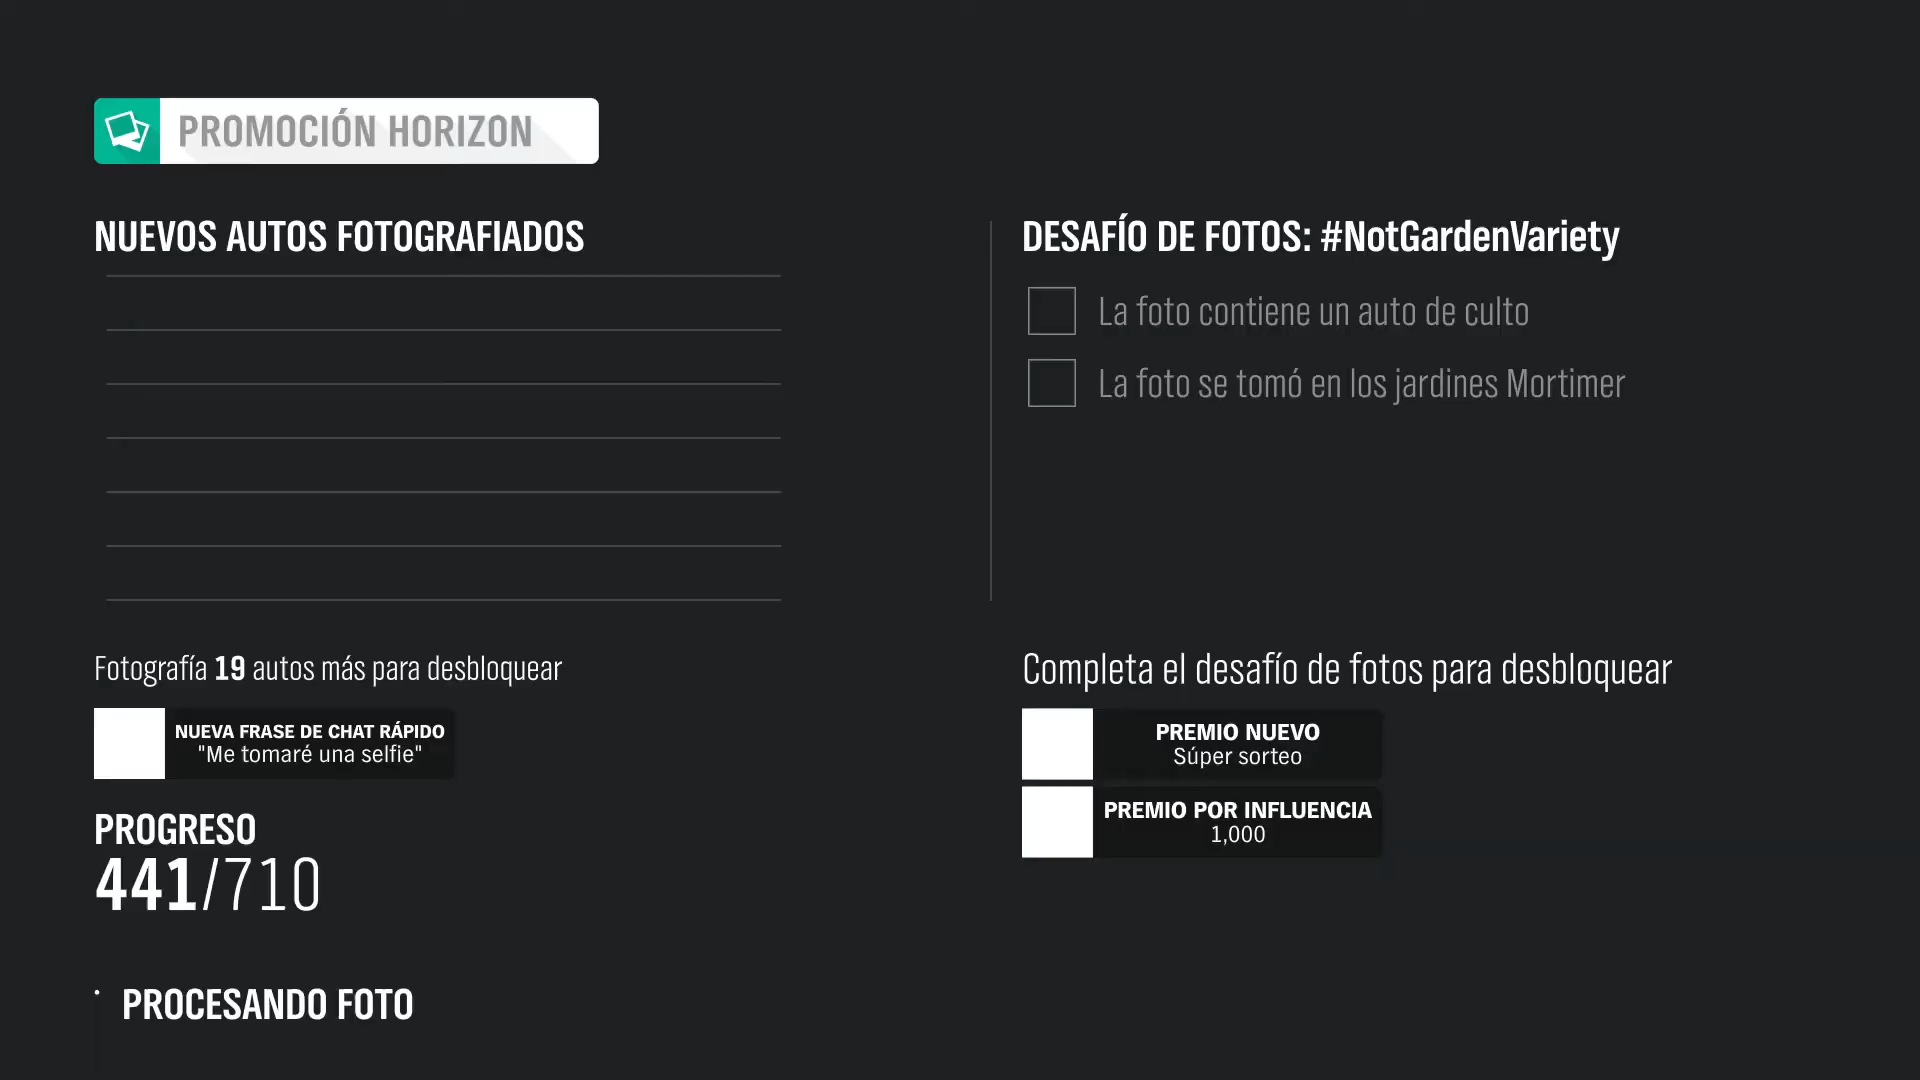 PROMOCIÓN HORIZON
NUEVOS AUTOS FOTOGRAFIADOS
Fotografía 19 autos más para desbloquear
NUEVA FRASE DE CHAT RÁPIDO
"Me tomaré una selfie"
PROGRESO
441/710
PROCESANDO FOTO
DESAFÍO DE FOTOS: #NotGardenVariety
La foto contiene un auto de culto
La foto se tomó en los jardines Mortimer
Completa el desafío de fotos para desbloquear
PREMIO NUEVO
Súper sorteo
PREMIO POR INFLUENCIA
1,000